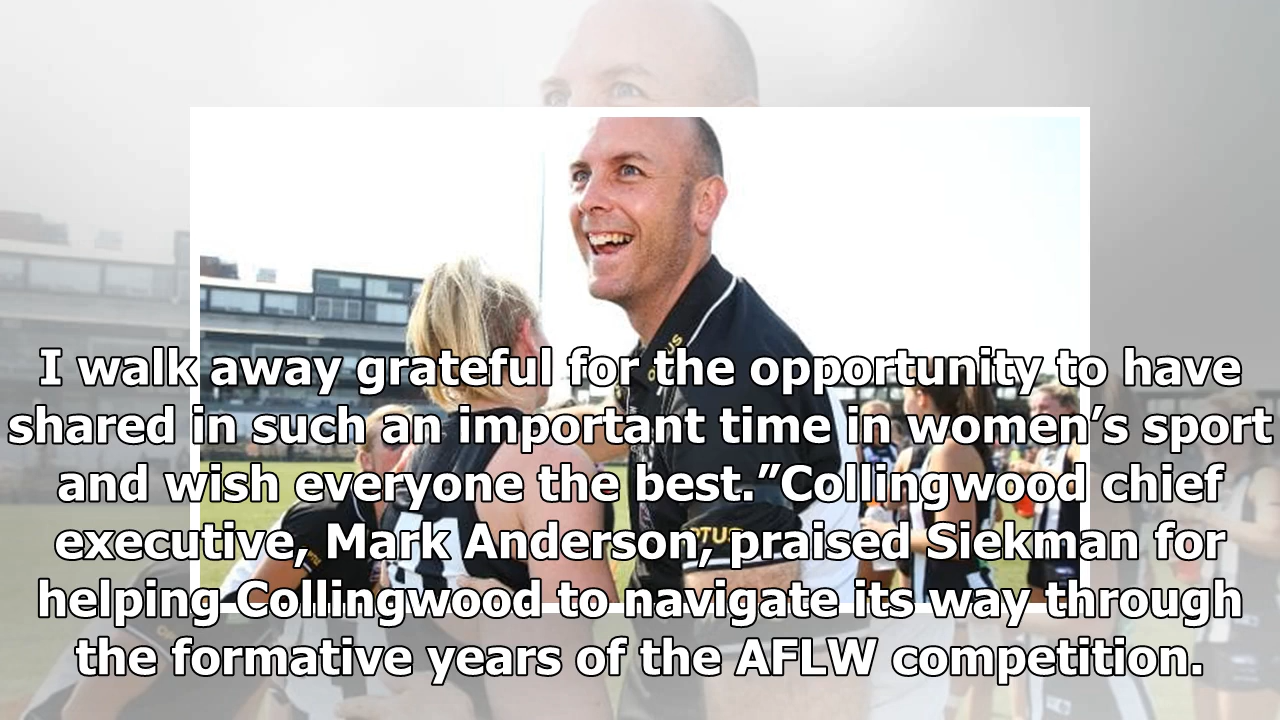 I walk away grateful for the opportunity to have
shared in such an important time in women’s sport
and wish everyone the best.”Collingwood chief
executive, Mark Anderson, praised Siekman for
helping Collingwood to navigate its way through
the formative years of the AFLW competition.